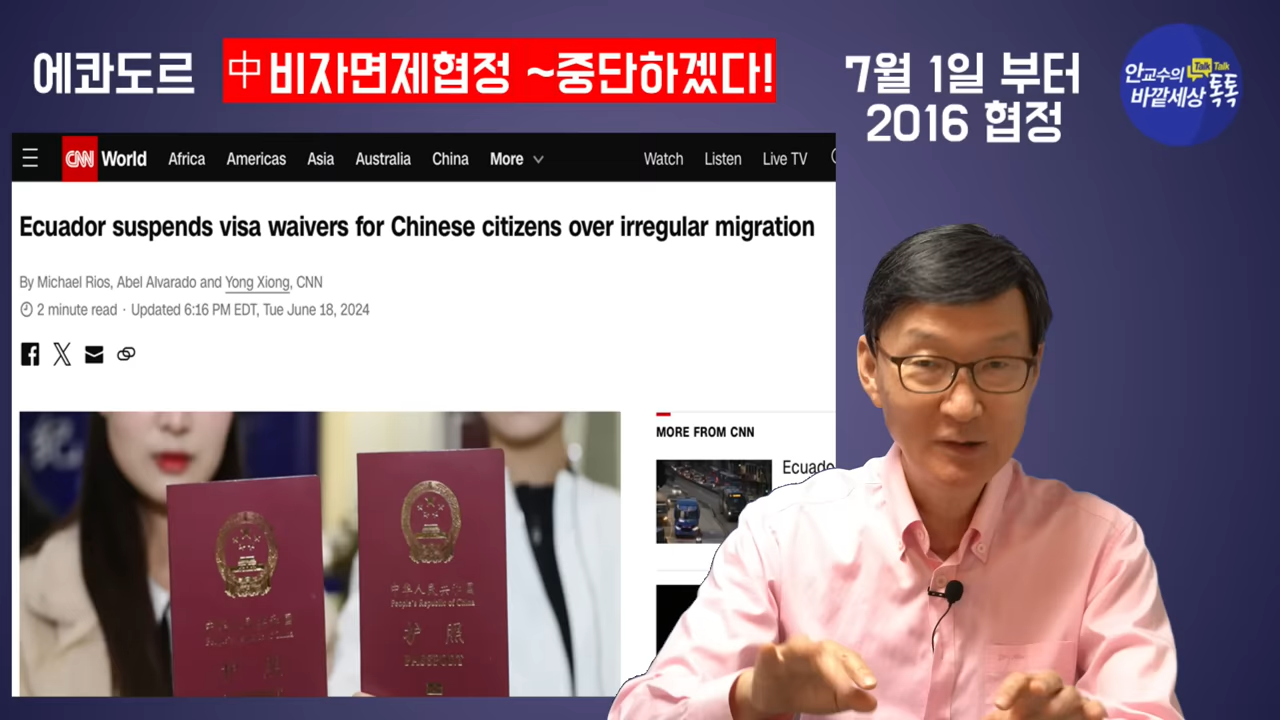 에콰도르 中비자면제협정 ~중단하겠다!
7월 1일 부터
2016 협정
Talk Talk
안교수의 톡톡
바깥세상
CNN World Africa Americas Asia Australia China More Watch Listen Live TV
Ecuador suspends visa waivers for Chinese citizens over irregular migration
By Michael Rios, Abel Alvarado and Yong Xiong, CNN
2 minute read · Updated 6:16 PM EDT, Tue June 18, 2024
MORE FROM CNN
中华人民共和国
People's Republic of China
护照
PASSPORT